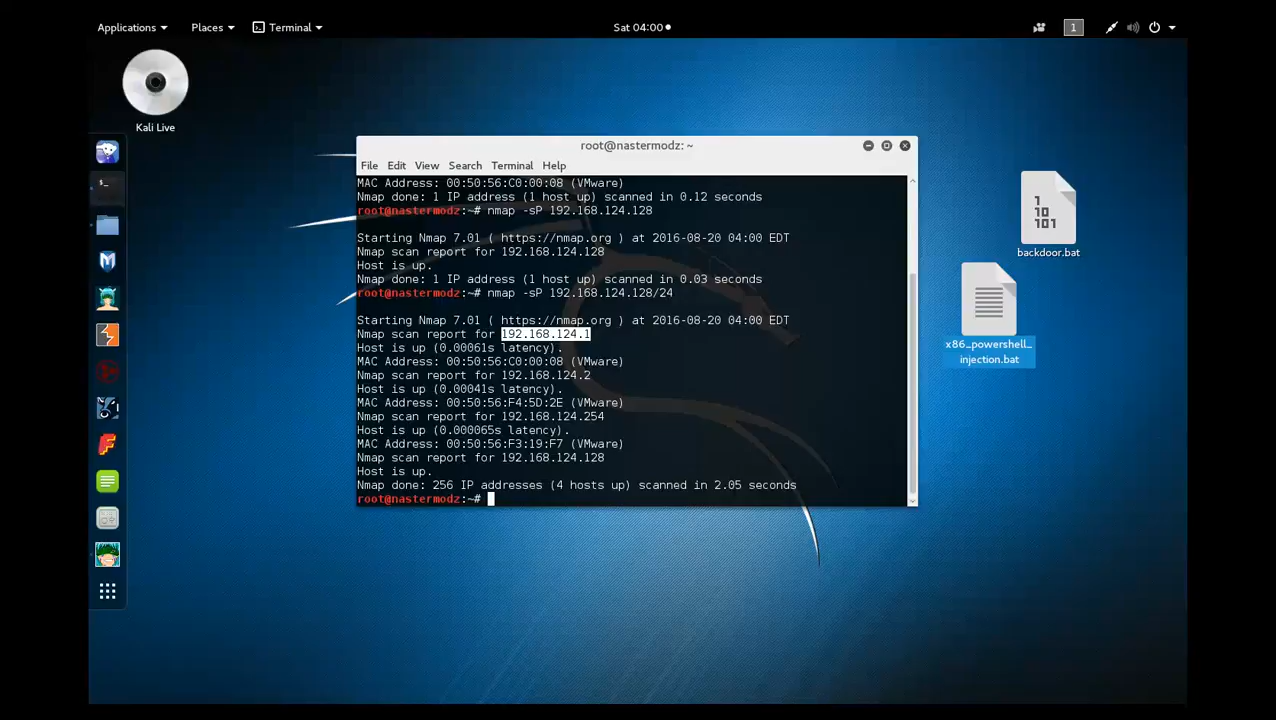 Applications Places Terminal Sat 04:00 1
Kali Live
root@nastermodz: ~
File Edit View Search Terminal Help
MAC Address: 00:50:56:C0:00:08 (VMware)
Nmap done: 1 IP address (1 host up) scanned in 0.12 seconds
root@nastermodz:~# nmap -sP 192.168.124.128
Starting Nmap 7.01 ( https://nmap.org ) at 2016-08-20 04:00 EDT
Nmap scan report for 192.168.124.128
Host is up.
Nmap done: 1 IP address (1 host up) scanned in 0.03 seconds
root@nastermodz:~# nmap -sP 192.168.124.128/24
Starting Nmap 7.01 ( https://nmap.org ) at 2016-08-20 04:00 EDT
Nmap scan report for 192.168.124.1
Host is up (0.00061s latency).
MAC Address: 00:50:56:C0:00:08 (VMware)
Nmap scan report for 192.168.124.2
Host is up (0.00041s latency).
MAC Address: 00:50:56:F4:5D:2E (VMware)
Nmap scan report for 192.168.124.254
Host is up (0.000065s latency).
MAC Address: 00:50:56:F3:19:F7 (VMware)
Nmap scan report for 192.168.124.128
Host is up.
Nmap done: 256 IP addresses (4 hosts up) scanned in 2.05 seconds
root@nastermodz:~#
1
10
101
backdoor.bat
x86_powershell_
injection.bat